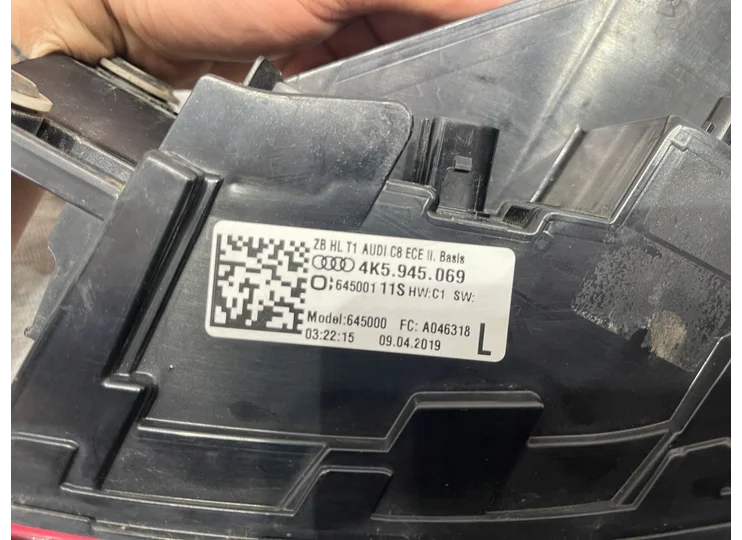 ZB HL T1 AUDI C8 ECE II. Basis
4K5.945.069
645001 11S HW:C1 SW:
Model:645000 FC: A046318
03:22:15 09.04.2019 L